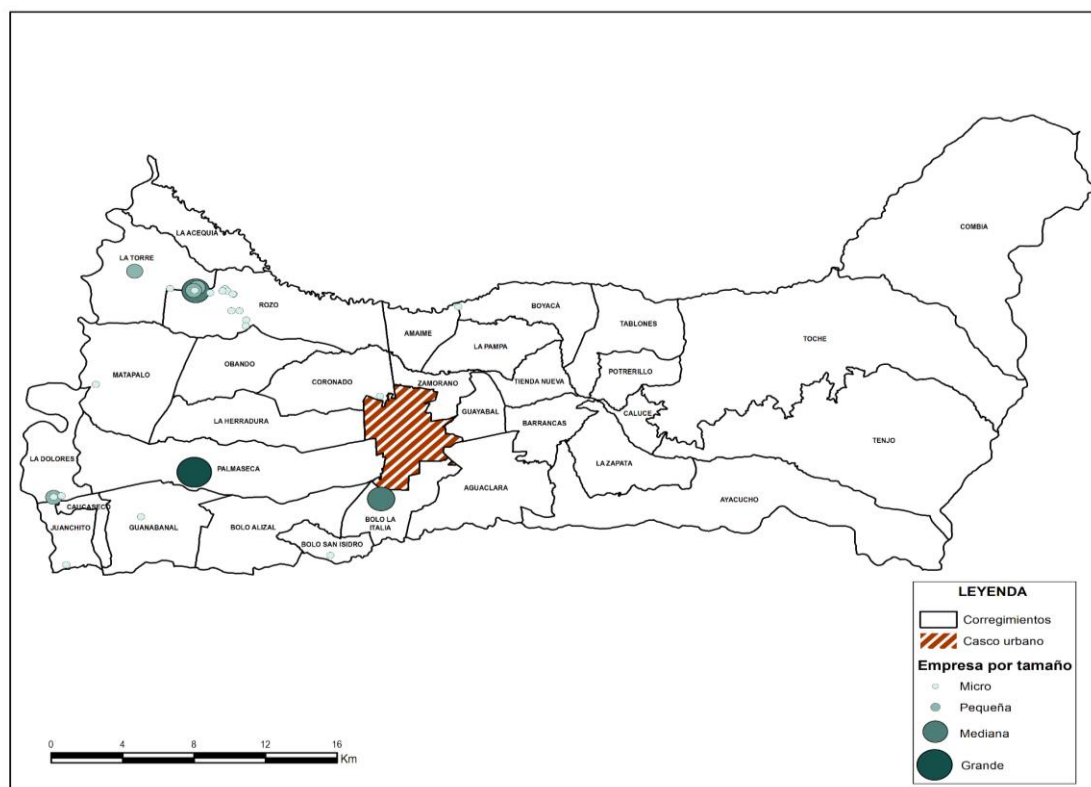 COMBIA
LA ACEQUIA
LA TORRE
ROZO
BOYACÁ
TABLONES
AMAIME
TOCHE
LA PAMPA
OBANDO
POTRERILLO
MATAPALO
CORONADO
ZAMORANO
TIENDA NUEVA
GUAYABAL
CALUCE
LA HERRADURA
BARRANCAS
TENJO
LA DOLORES
PALMASECA
LA ZAPATA
AGUACLARA
AYACUCHO
CAUCASECO
JUANCHITO
GUANABANAL
BOLO ALIZAL
BOLO LA
ITALIA
BOLO SAN ISIDRO
LEYENDA
Corregimientos
Casco urbano
Empresa por tamaño
Micro
Pequeña
Mediana
Grande
0 4 8 12 16
Km